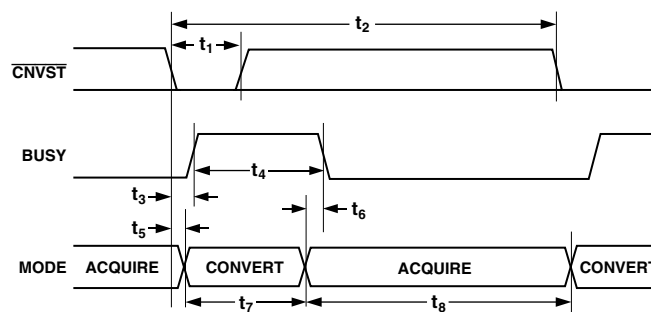 t2
t1
CNVST
BUSY
t4
t3
t6
t5
MODE ACQUIRE CONVERT ACQUIRE CONVERT
t7 t8